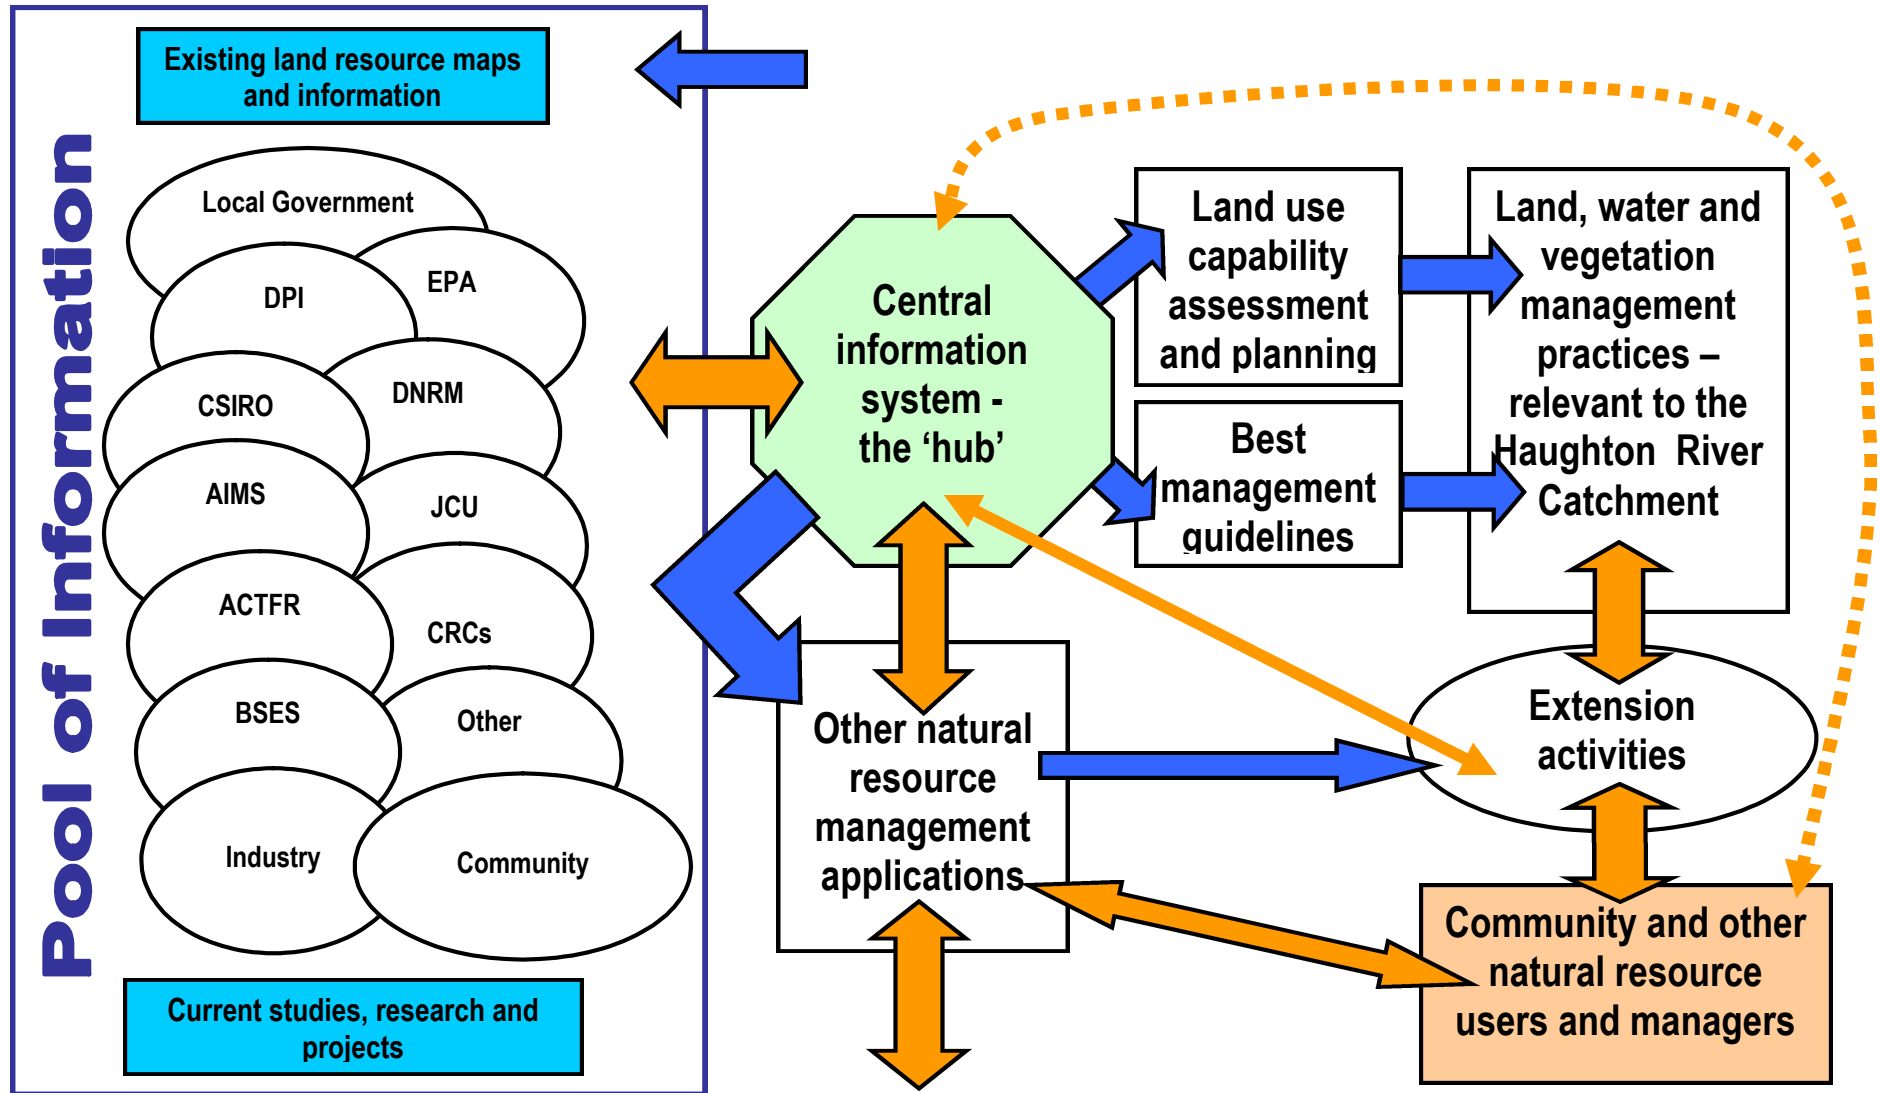 Pool of Information
Existing land resource maps
and information
Local Government
EPA
DPI
DNRM
CSIRO
AIMS
JCU
ACTFR
CRCs
BSES
Other
Industry
Community
Current studies, research and
projects
Central
information
system -
the ‘hub’
Land use
capability
assessment
and planning
Best
management
guidelines
Land, water and
vegetation
management
practices –
relevant to the
Haughton River
Catchment
Other natural
resource
management
applications
Extension
activities
Community and other
natural resource
users and managers